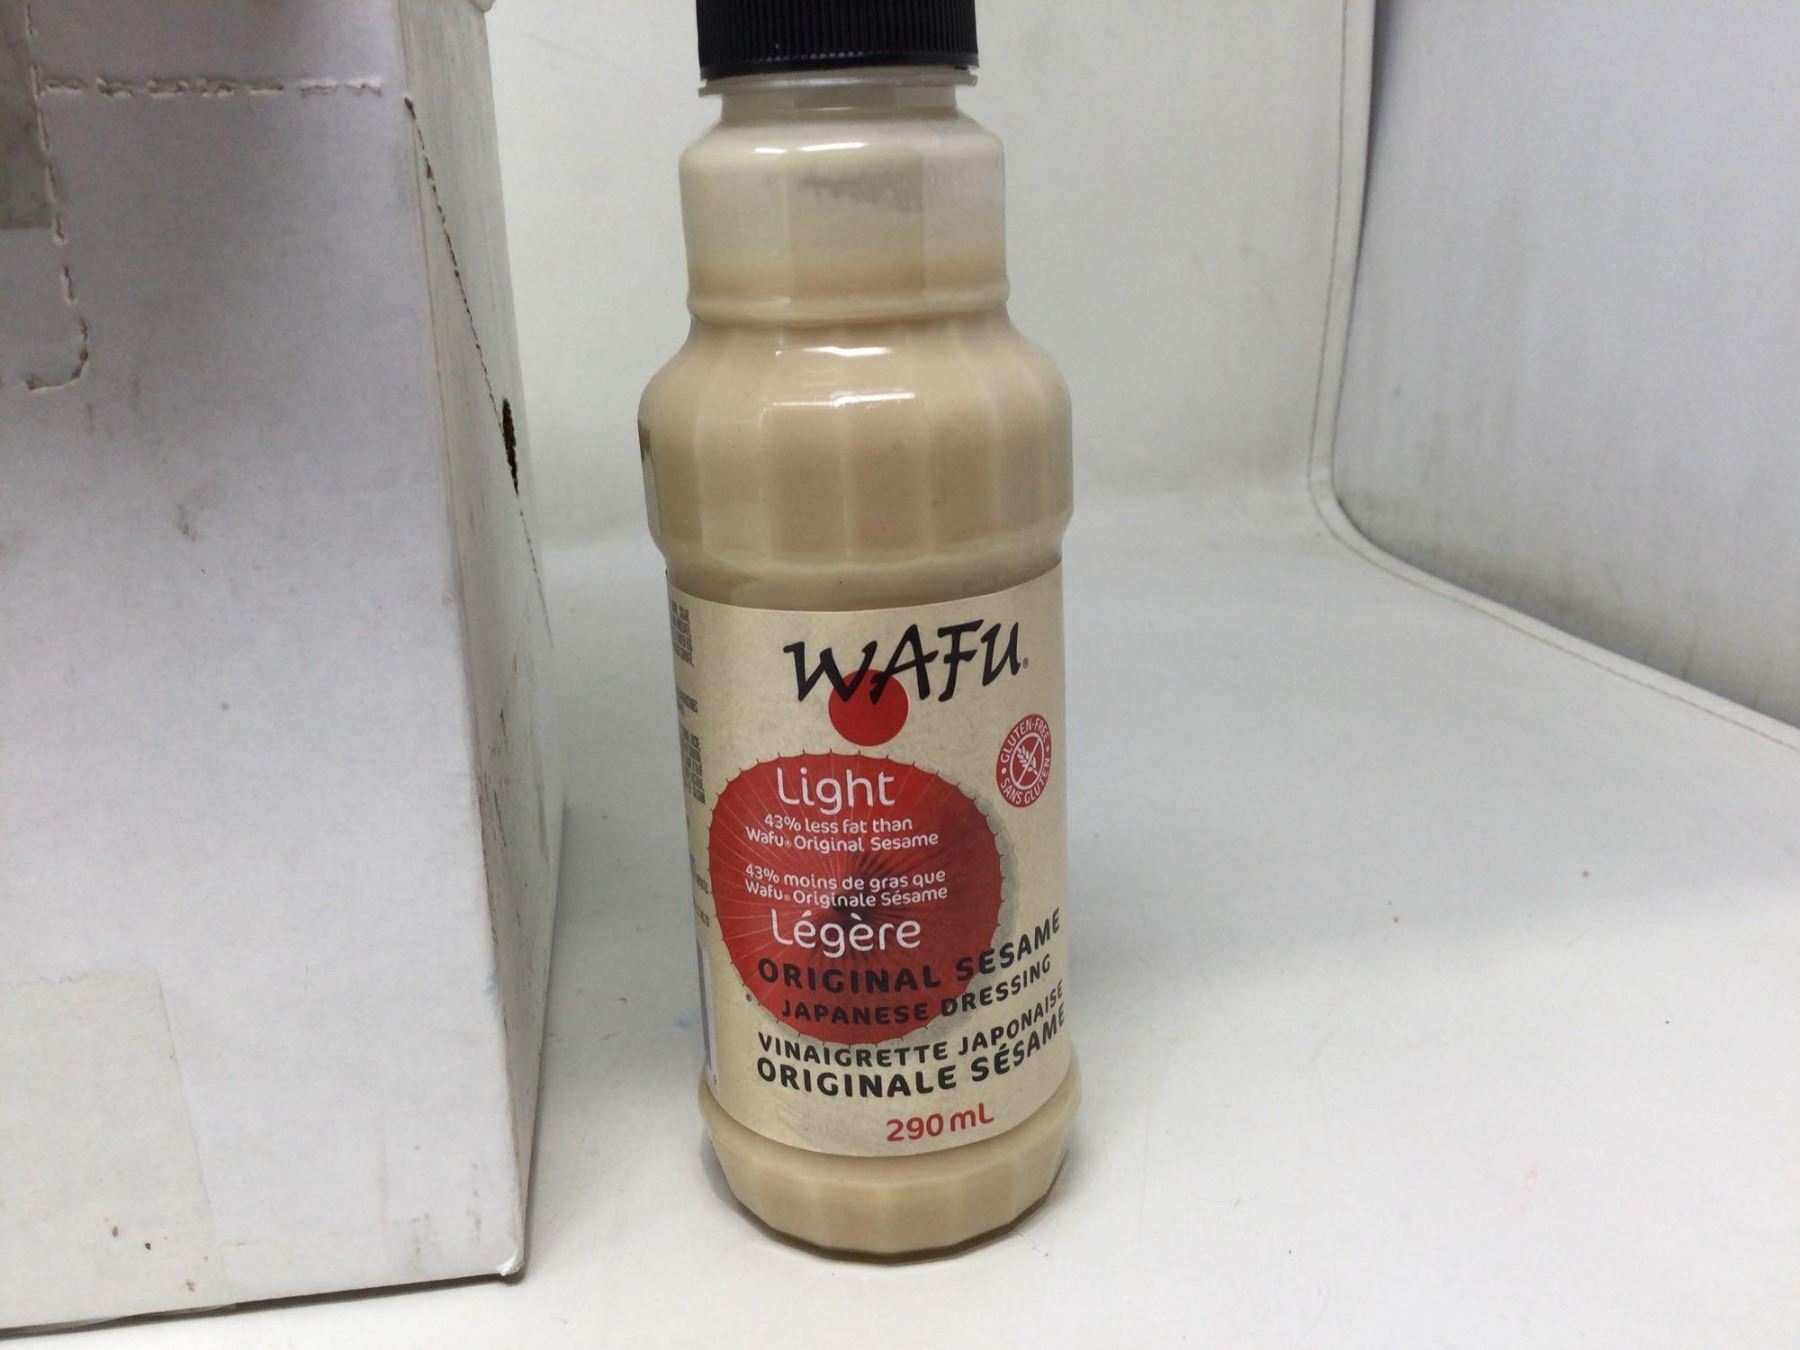 WAFU®
GLUTEN-FREE
SANS GLUTEN
Light
43% less fat than
Wafu® Original Sesame
43% moins de gras que
Wafu® Originale Sésame
Légère
ORIGINAL SESAME
JAPANESE DRESSING
VINAIGRETTE JAPONAISE
ORIGINALE SÉSAME
290 mL